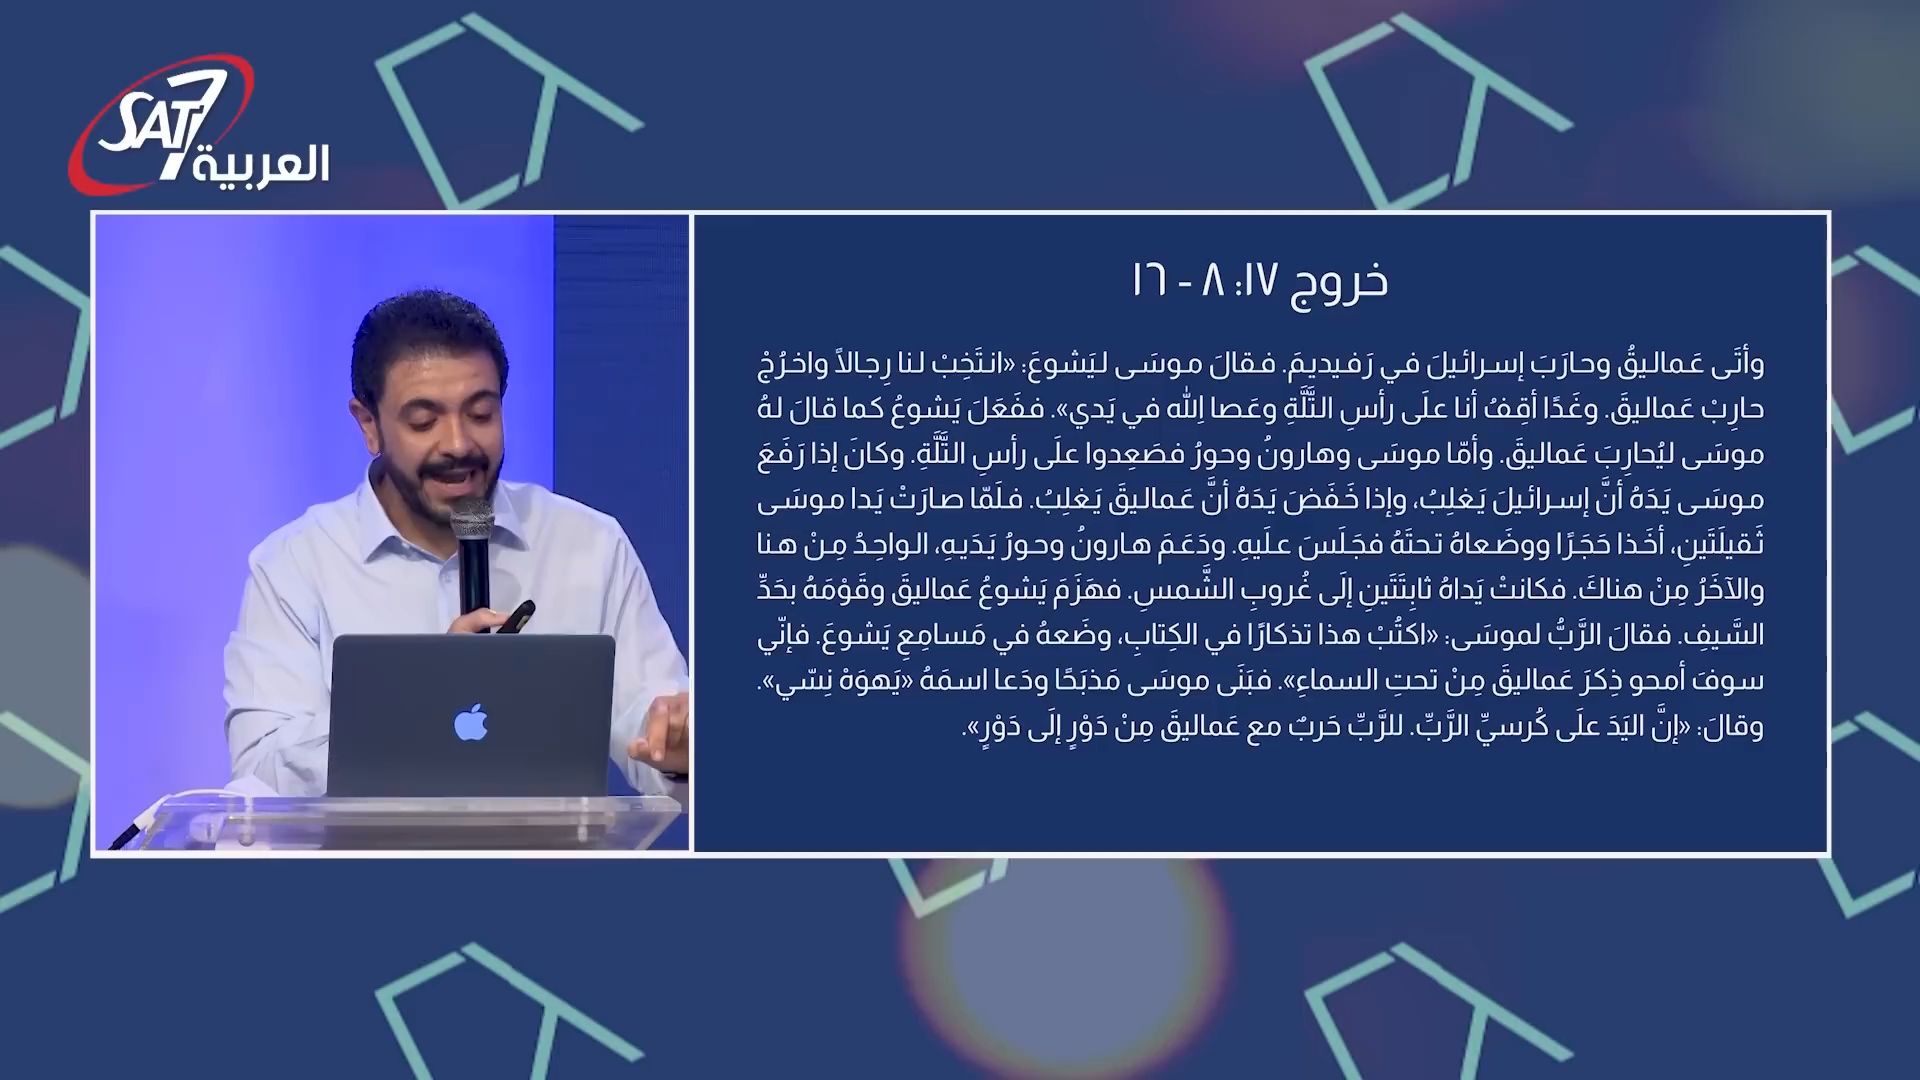 SAT7
العربية
خروج ١٧: ٨ - ١٦
وأتَى عَماليقُ وحارَبَ إسرائيلَ في رَفيديمَ. فقالَ موسَى ليَشوعَ: «انتَخِبْ لنا رِجالًا واخرُجْ
حارِبْ عَماليقَ. وغَدًا أقِفُ أنا علَى رأسِ التَّلَّةِ وعَصا اللهِ في يَدي». ففَعَلَ يَشوعُ كما قالَ لهُ
موسَى ليُحارِبَ عَماليقَ. وأمّا موسَى وهارونُ وحورُ فصَعِدوا علَى رأسِ التَّلَّةِ. وكانَ إذا رَفَعَ
موسَى يَدَهُ أنَّ إسرائيلَ يَغلِبُ، وإذا خَفَضَ يَدَهُ أنَّ عَماليقَ يَغلِبُ. فلَمّا صارَتْ يَدا موسَى
ثَقيلَتَينِ، أخَذا حَجَرًا ووضَعاهُ تحتَهُ فجَلَسَ علَيهِ. ودَعَمَ هارونُ وحورُ يَدَيهِ، الواحِدُ مِنْ هنا
والآخَرُ مِنْ هناكَ. فكانتْ يَداهُ ثابِتَتَينِ إلَى غُروبِ الشَّمسِ. فهَزَمَ يَشوعُ عَماليقَ وقَوْمَهُ بحَدِّ
السَّيفِ. فقالَ الرَّبُّ لموسَى: «اكتُبْ هذا تذكارًا في الكِتابِ، وضَعهُ في مَسامِعِ يَشوعَ. فإنّي
سوفَ أمحو ذِكرَ عَماليقَ مِنْ تحتِ السماءِ». فبَنَى موسَى مَذبَحًا ودَعا اسمَهُ «يَهوَهْ نِسّي».
وقالَ: «إنَّ اليَدَ علَى كُرسيِّ الرَّبِّ. للرَّبِّ حَربٌ مع عَماليقَ مِنْ دَوْرٍ إلَى دَوْرٍ».